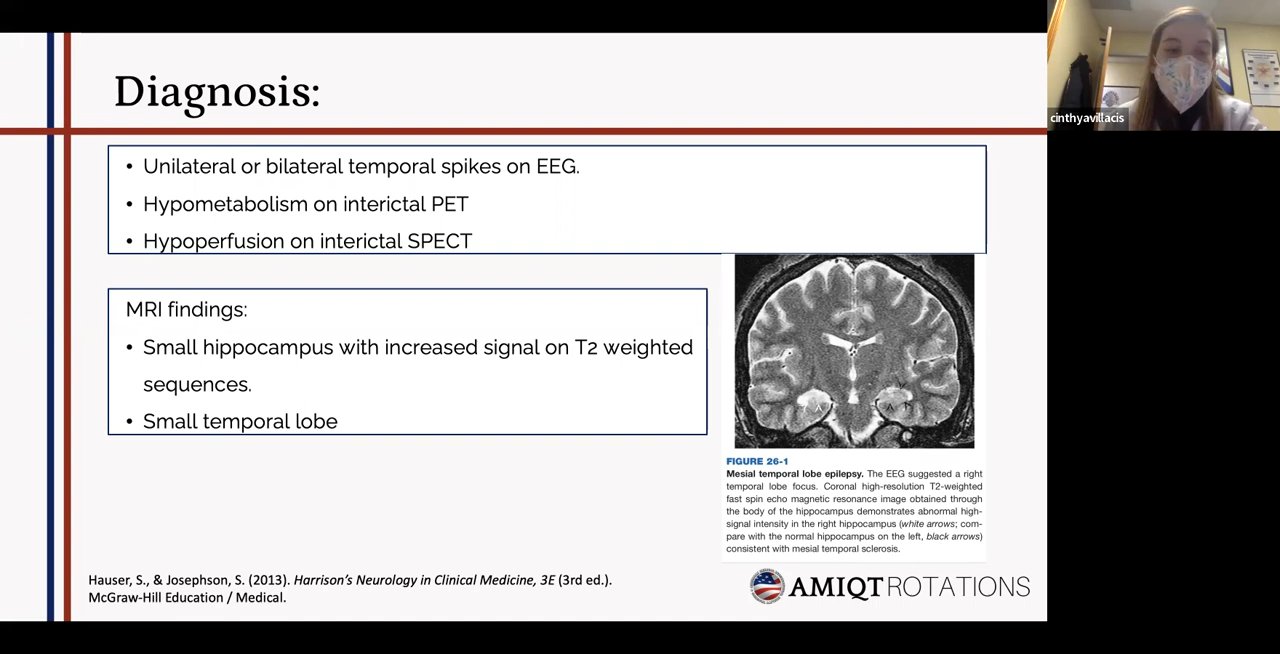 Diagnosis:
• Unilateral or bilateral temporal spikes on EEG.
• Hypometabolism on interictal PET
• Hypoperfusion on interictal SPECT
MRI findings:
• Small hippocampus with increased signal on T2 weighted
sequences.
• Small temporal lobe
FIGURE 26-1
Mesial temporal lobe epilepsy. The EEG suggested a right
temporal lobe focus. Coronal high-resolution T2-weighted
fast spin echo magnetic resonance image obtained through
the body of the hippocampus demonstrates abnormal high-
signal intensity in the right hippocampus (white arrows; com-
pare with the normal hippocampus on the left, black arrows)
consistent with mesial temporal sclerosis.
Hauser, S., & Josephson, S. (2013). Harrison's Neurology in Clinical Medicine, 3E (3rd ed.).
McGraw-Hill Education / Medical.
AMIQT ROTATIONS
cinthyavillacis